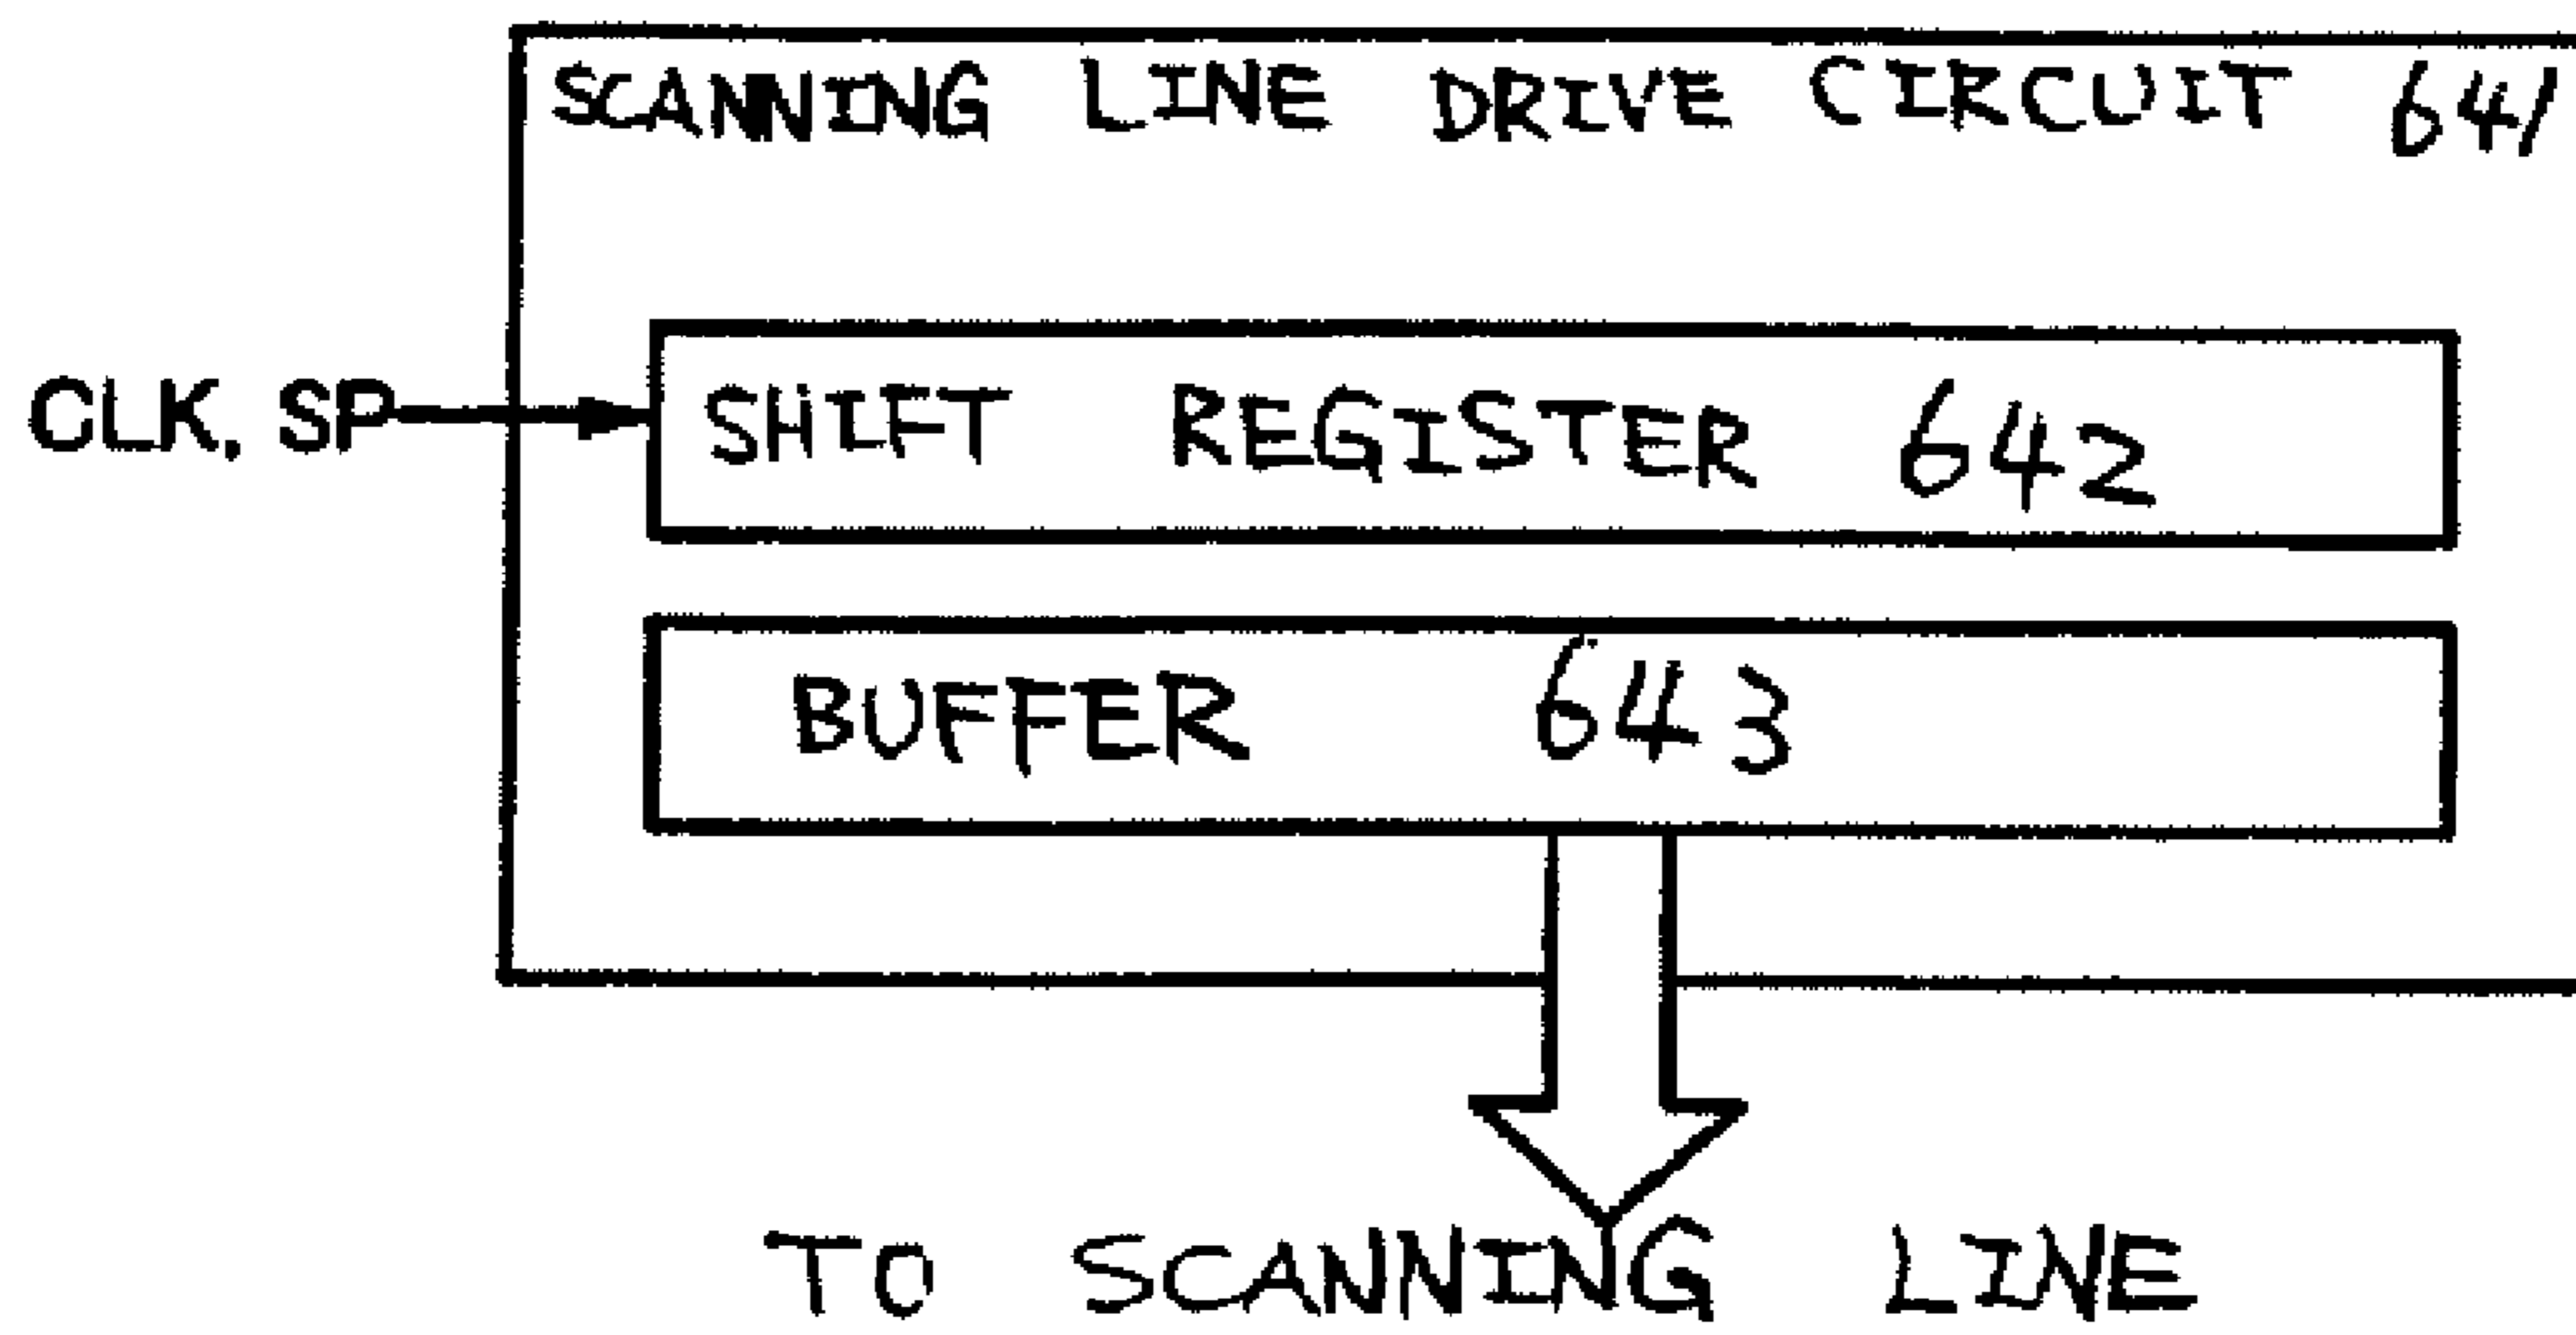 SCANNING LINE DRIVE CIRCUIT 641
CLK, SP
SHIFT REGISTER 642
BUFFER 643
TO SCANNING LINE